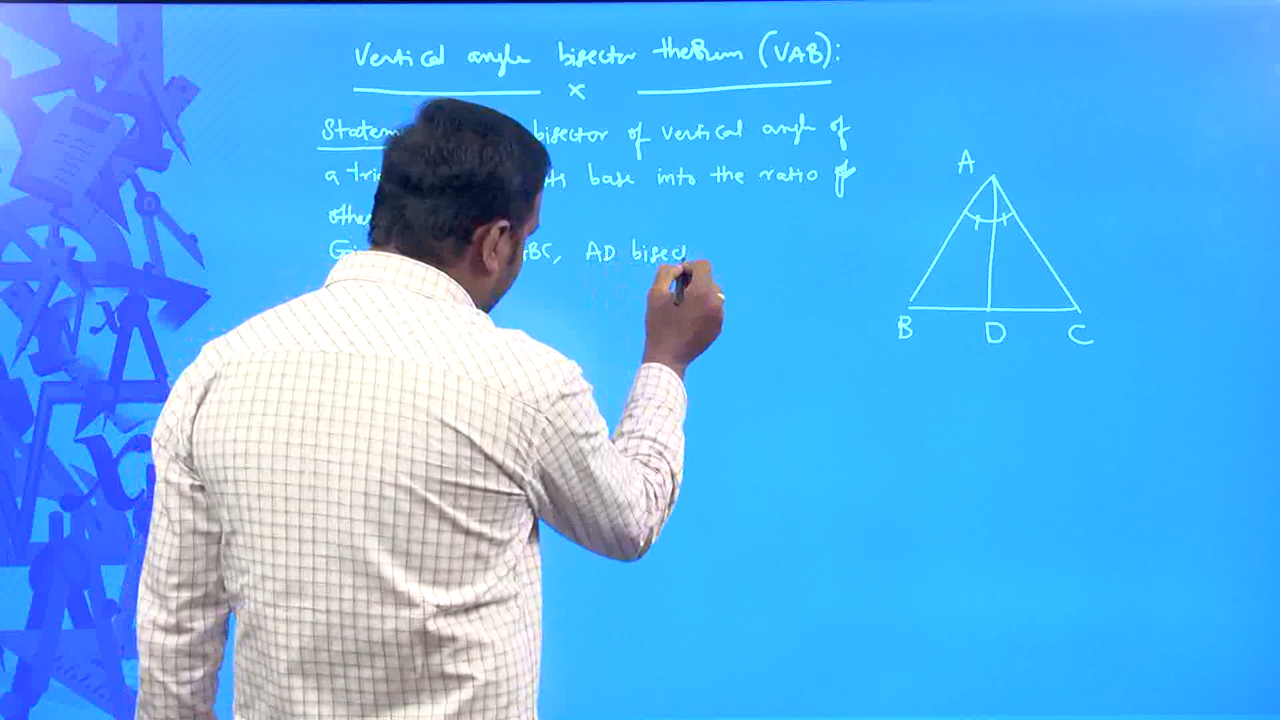 Vertical angle bisector theorem (VAB):
x
Statem bisector of vertical angle of
a tri base into the ratio of
othe
Gi BC, AD bisec
A
B D C